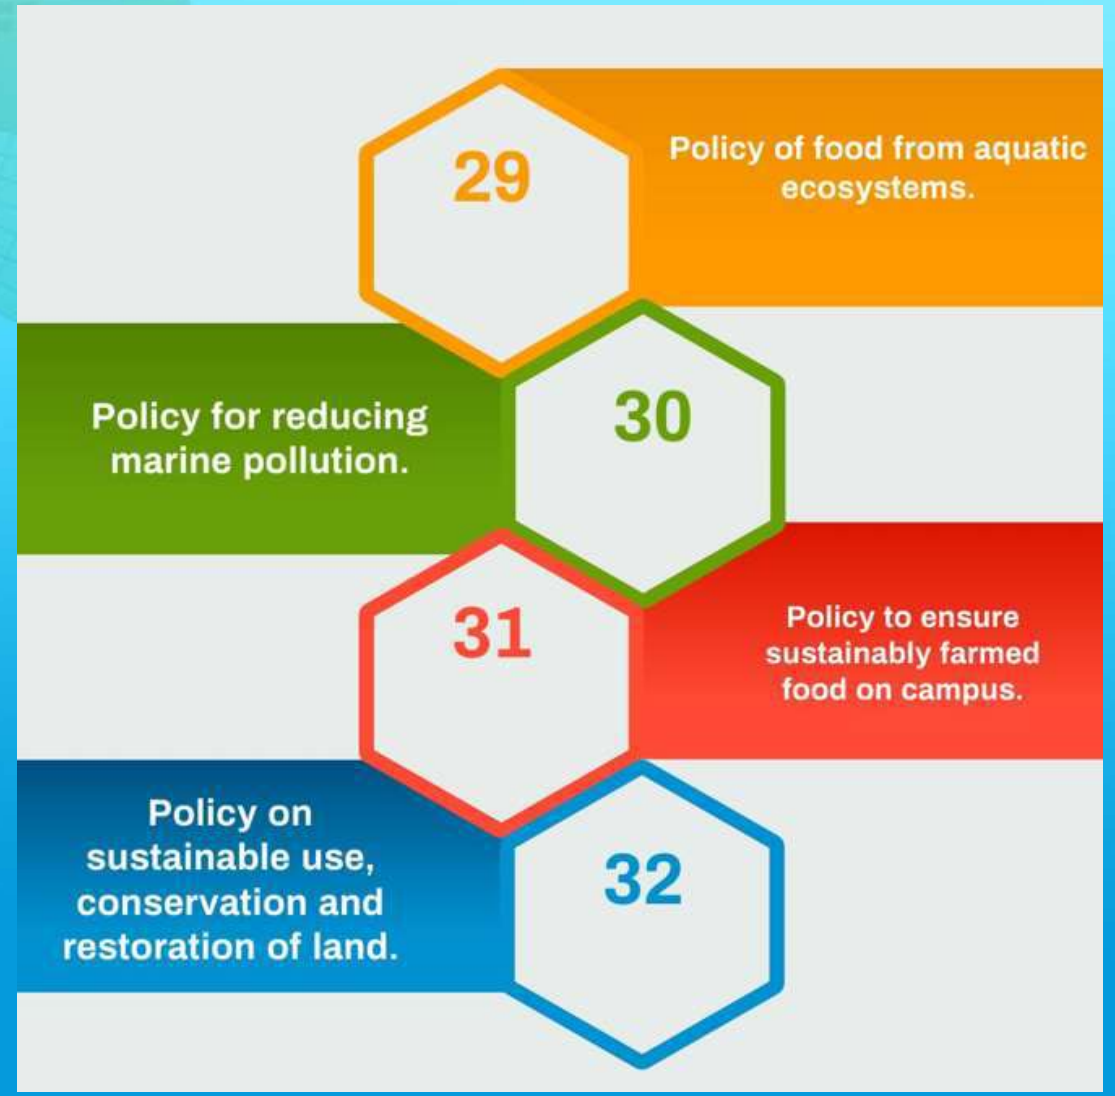 29
Policy of food from aquatic
ecosystems.
30
Policy for reducing
marine pollution.
31
Policy to ensure
sustainably farmed
food on campus.
32
Policy on
sustainable use,
conservation and
restoration of land.